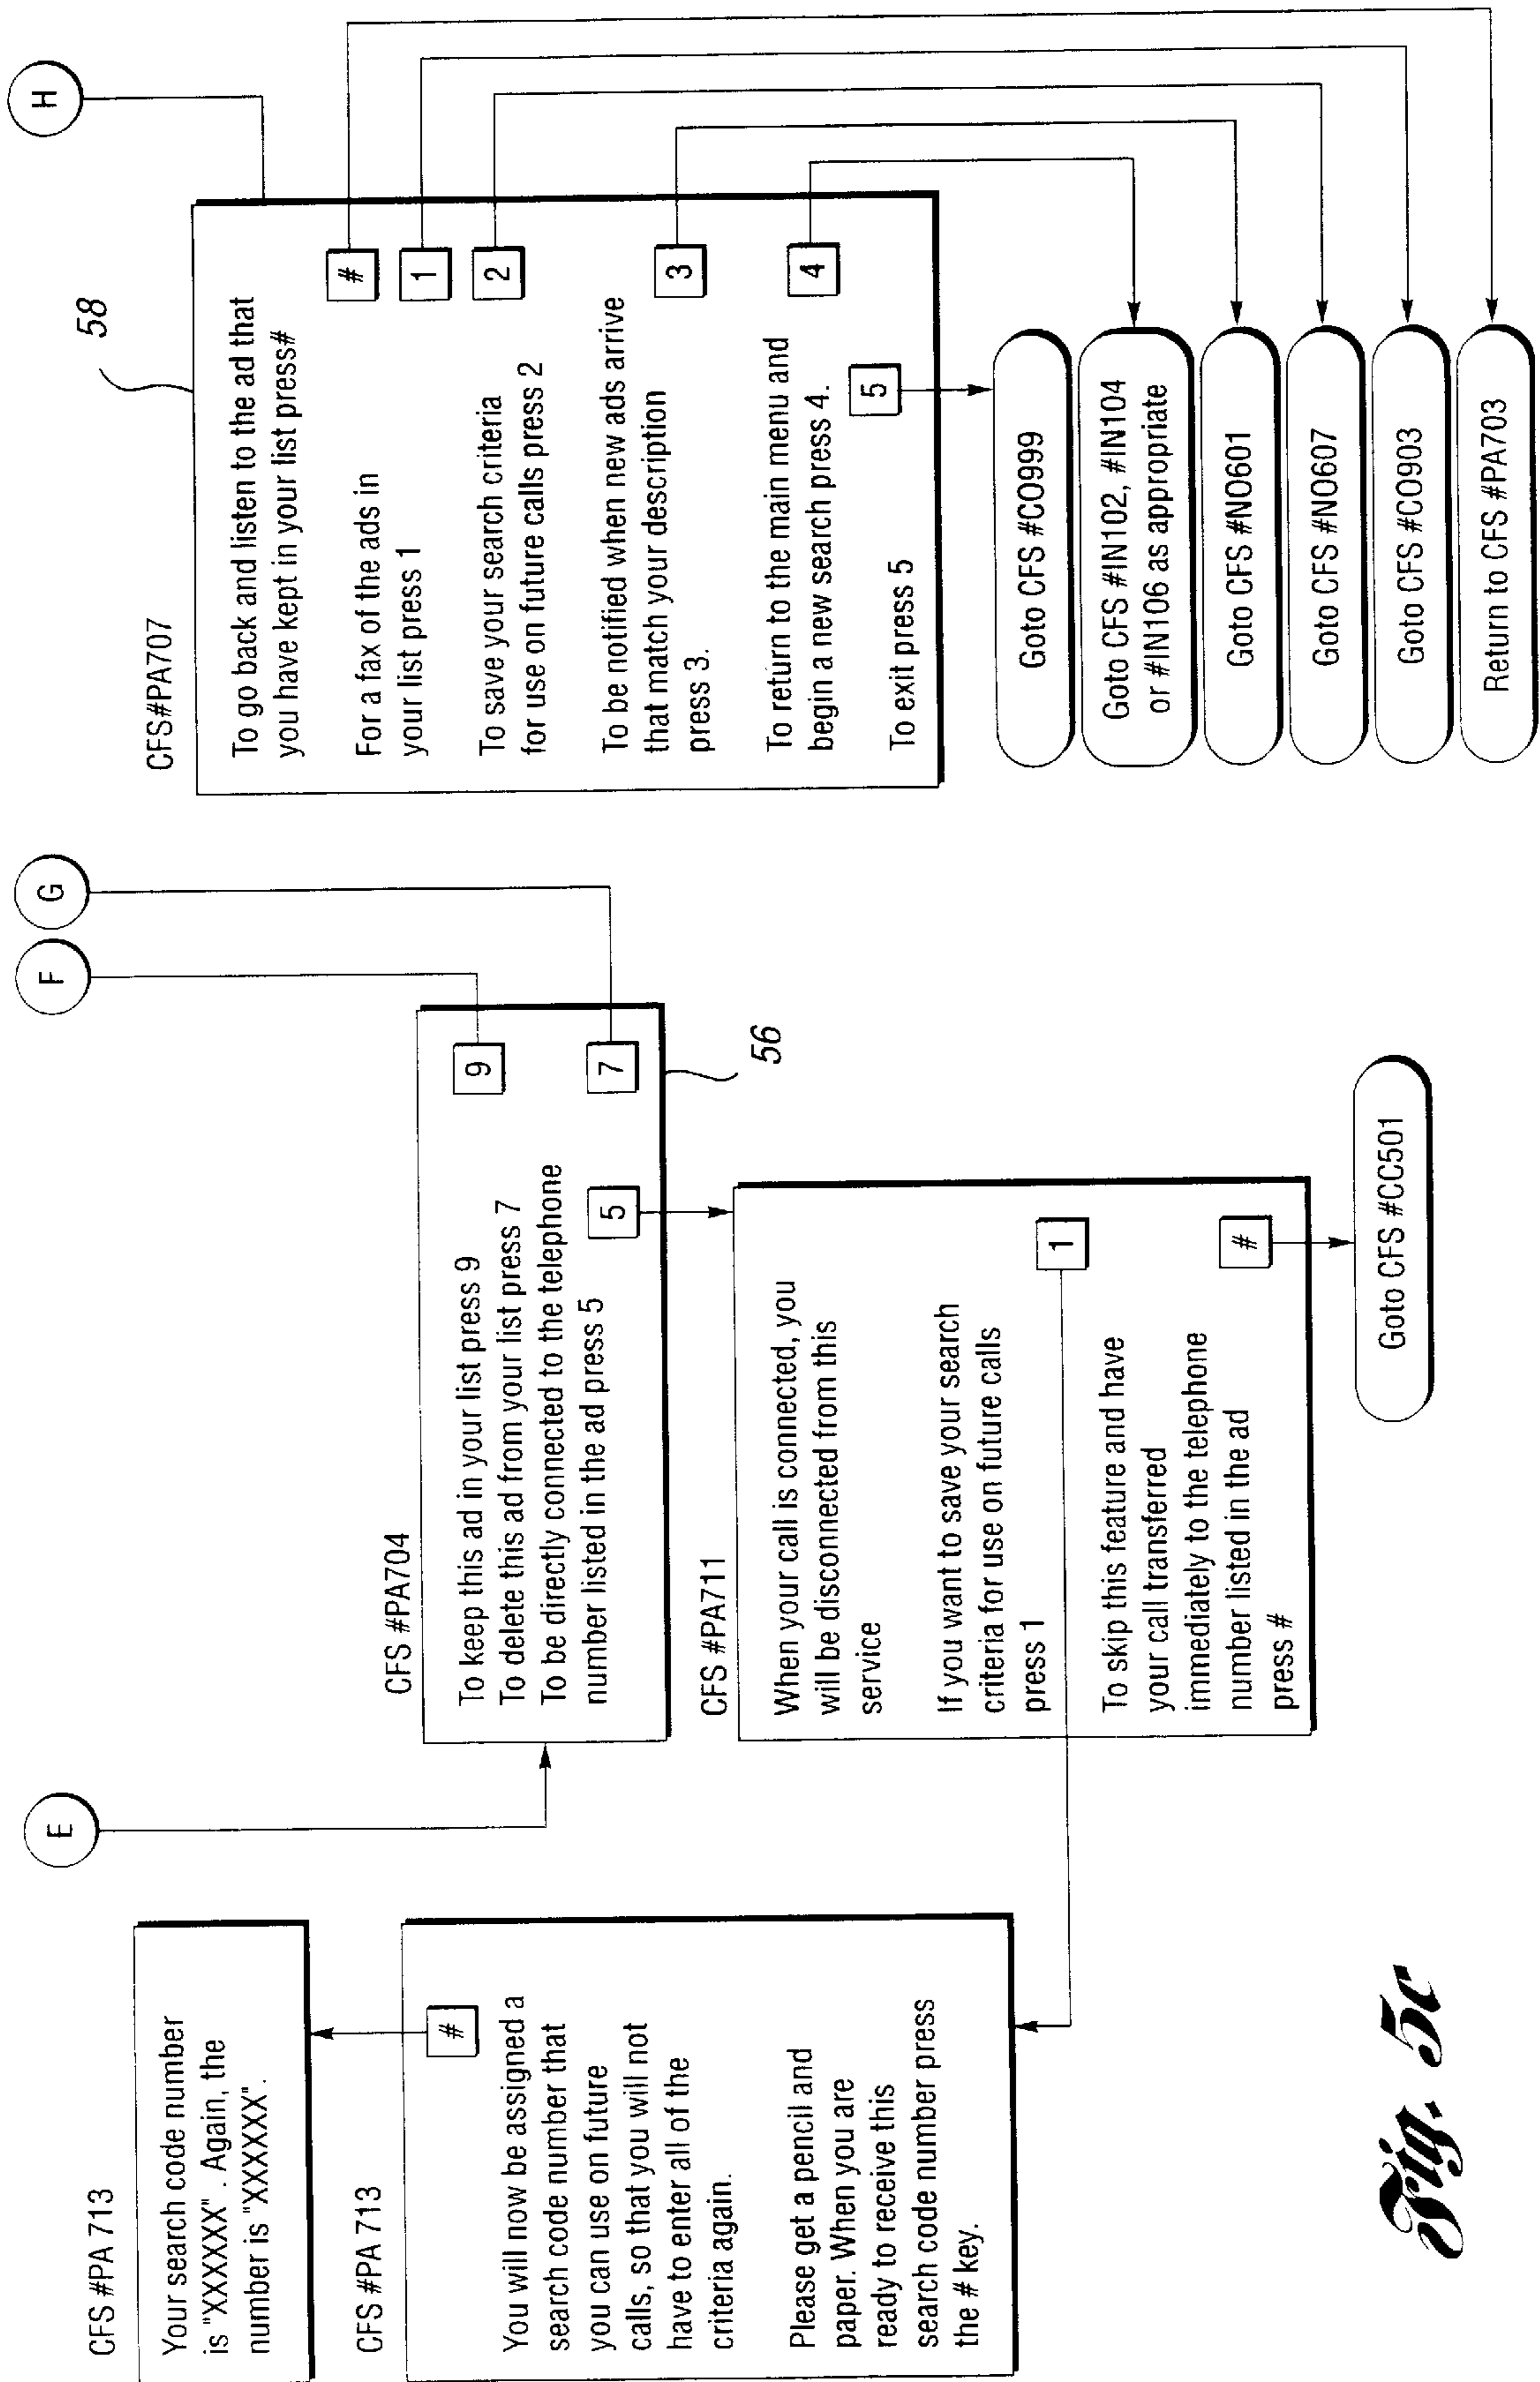 E
F
G
H
CFS #PA 713
Your search code number
is "XXXXXX" . Again, the
number is "XXXXXX".
CFS #PA 713
#
You will now be assigned a
search code number that
you can use on future
calls, so that you will not
have to enter all of the
criteria again.
Please get a pencil and
paper. When you are
ready to receive this
search code number press
the # key.
CFS #PA704
To keep this ad in your list press 9
9
To delete this ad from your list press 7
To be directly connected to the telephone
number listed in the ad press 5
5
7
56
CFS #PA711
When your call is connected, you
will be disconnected from this
service
If you want to save your search
criteria for use on future calls
press 1
1
To skip this feature and have
your call transferred
immediately to the telephone
number listed in the ad
press #
#
Goto CFS #CC501
CFS#PA707
58
To go back and listen to the ad that
you have kept in your list press#
#
For a fax of the ads in
your list press 1
1
To save your search criteria
for use on future calls press 2
2
To be notified when new ads arrive
that match your description
press 3.
3
To return to the main menu and
begin a new search press 4.
4
To exit press 5
5
Goto CFS #CO999
Goto CFS #IN102, #IN104
or #IN106 as appropriate
Goto CFS #NO601
Goto CFS #NO607
Goto CFS #CO903
Return to CFS #PA703
Fig. 5c